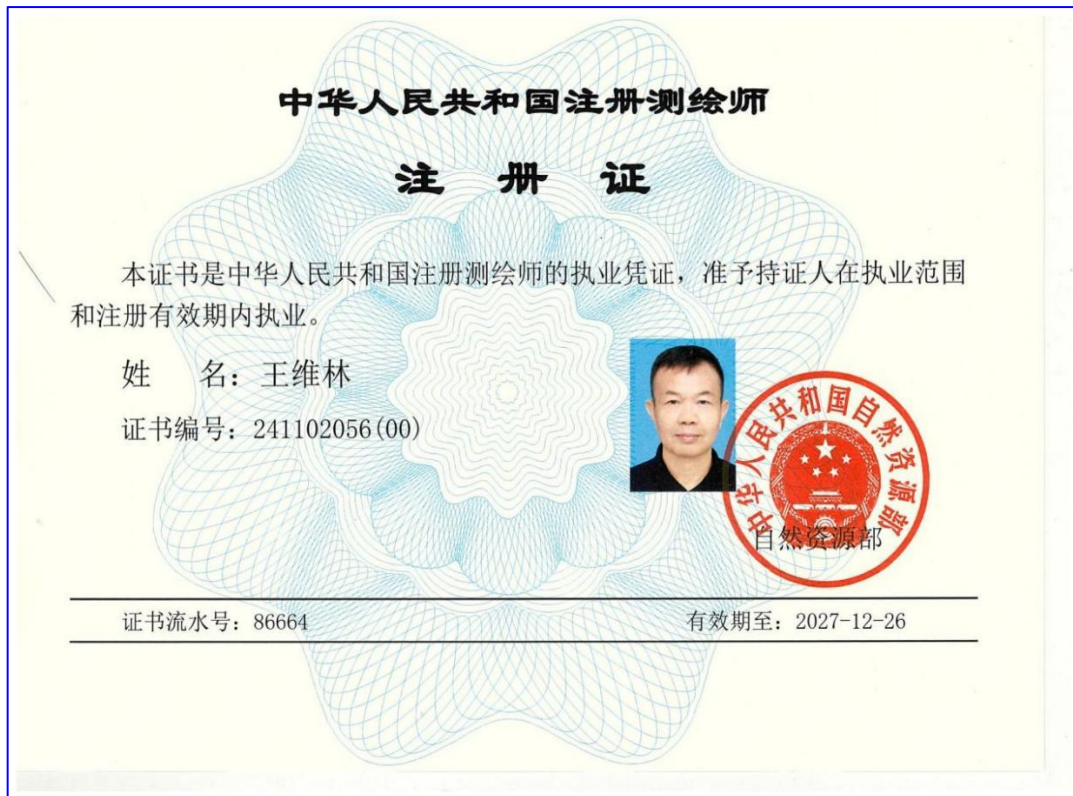 中华人民共和国注册测绘师
注 册 证
本证书是中华人民共和国注册测绘师的执业凭证，准予持证人在执业范围
和注册有效期内执业。
姓 名：王维林
证书编号：241102056(00)
中华人民共和国自然资源部
自然资源部
证书流水号：86664
有效期至：2027-12-26